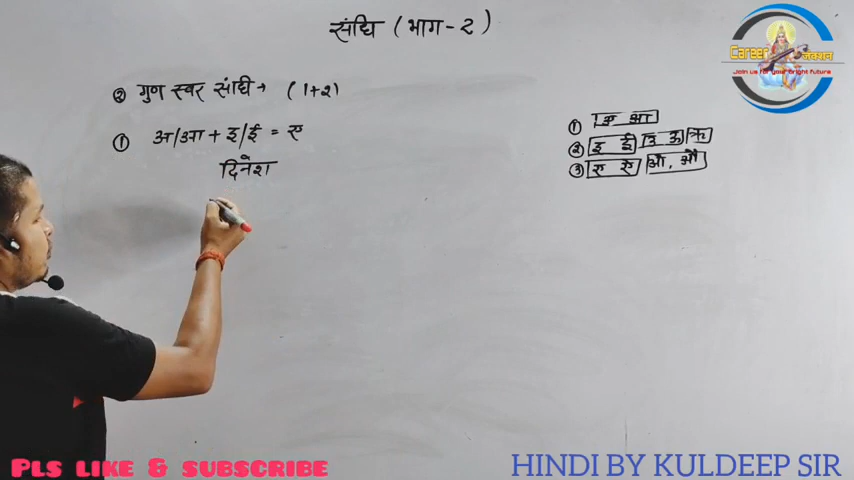 संधि (भाग-2)
② गुण स्वर संधि → (1+2)
① अ/आ + इ/ई = ए
दिनेश
① अ आ
② इ ई उ ऊ ऋ
③ ए ऐ ओ, औ
Career जंक्शन
Join us for your bright future
PLS LIKE & SUBSCRIBE
HINDI BY KULDEEP SIR